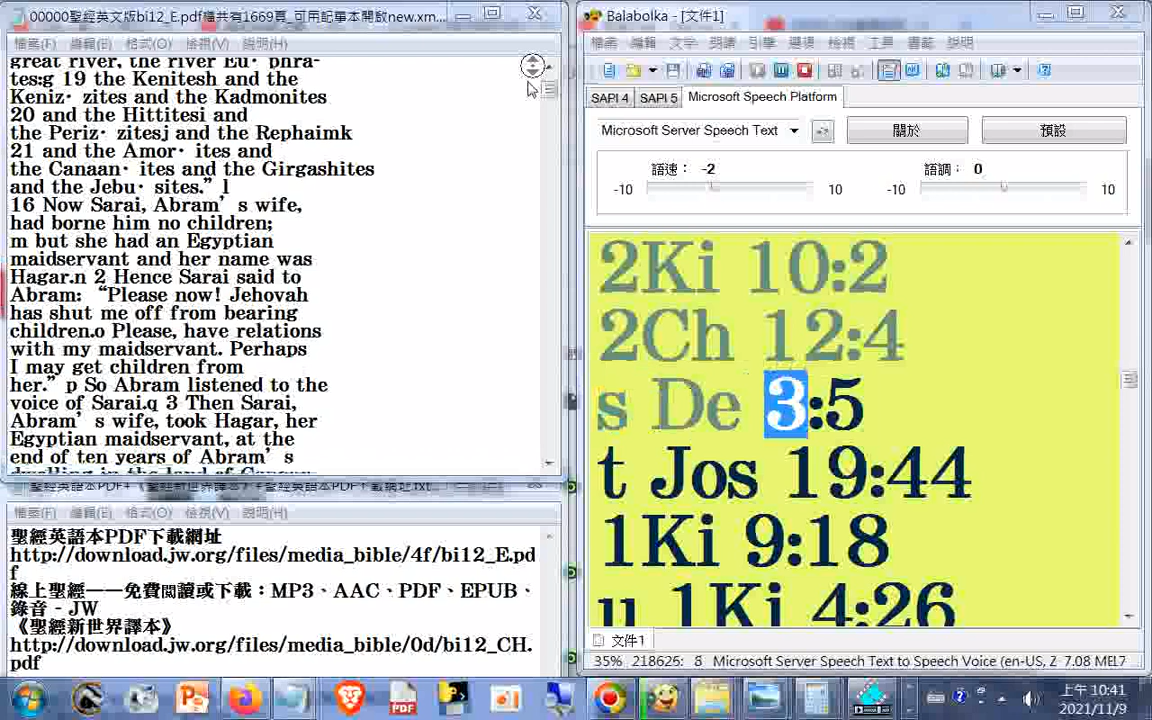 00000聖經英文版bi12_E.pdf檔共有1669頁_可用記事本開啟new.xm...
檔案(F) 編輯(E) 格式(O) 檢視(V) 說明(H)
great river, the river Eu·phra-
tes:g 19 the Kenitesh and the
Keniz·zites and the Kadmonites
20 and the Hittitesi and
the Periz·zitesj and the Rephaimk
21 and the Amor·ites and
the Canaan·ites and the Girgashites
and the Jebu·sites.” l
16 Now Sarai, Abram’s wife,
had borne him no children;
m but she had an Egyptian
maidservant and her name was
Hagar.n 2 Hence Sarai said to
Abram: “Please now! Jehovah
has shut me off from bearing
children.o Please, have relations
with my maidservant. Perhaps
I may get children from
her.” p So Abram listened to the
voice of Sarai.q 3 Then Sarai,
Abram’s wife, took Hagar, her
Egyptian maidservant, at the
end of ten years of Abram’s
檔案(F) 編輯(E) 格式(O) 檢視(V) 說明(H)
聖經英語本PDF下載網址
http://download.jw.org/files/media_bible/4f/bi12_E.pd
f
線上聖經——免費閱讀或下載：MP3、AAC、PDF、EPUB、
錄音 - JW
《聖經新世界譯本》
http://download.jw.org/files/media_bible/0d/bi12_CH.
pdf
Balabolka - [文件1]
檔案 編輯 文字 朗讀 引擎 選項 檢視 工具 書籤 說明
SAPI 4 SAPI 5 Microsoft Speech Platform
Microsoft Server Speech Text 關於 預設
語速： -2 語調： 0
-10 10 -10 10
2Ki 10:2
2Ch 12:4
s De 3:5
t Jos 19:44
1Ki 9:18
u 1Ki 4:26
文件1
35% 218625: 8 Microsoft Server Speech Text to Speech Voice (en-US, Z 7.08 MEL7
上午 10:41
2021/11/9